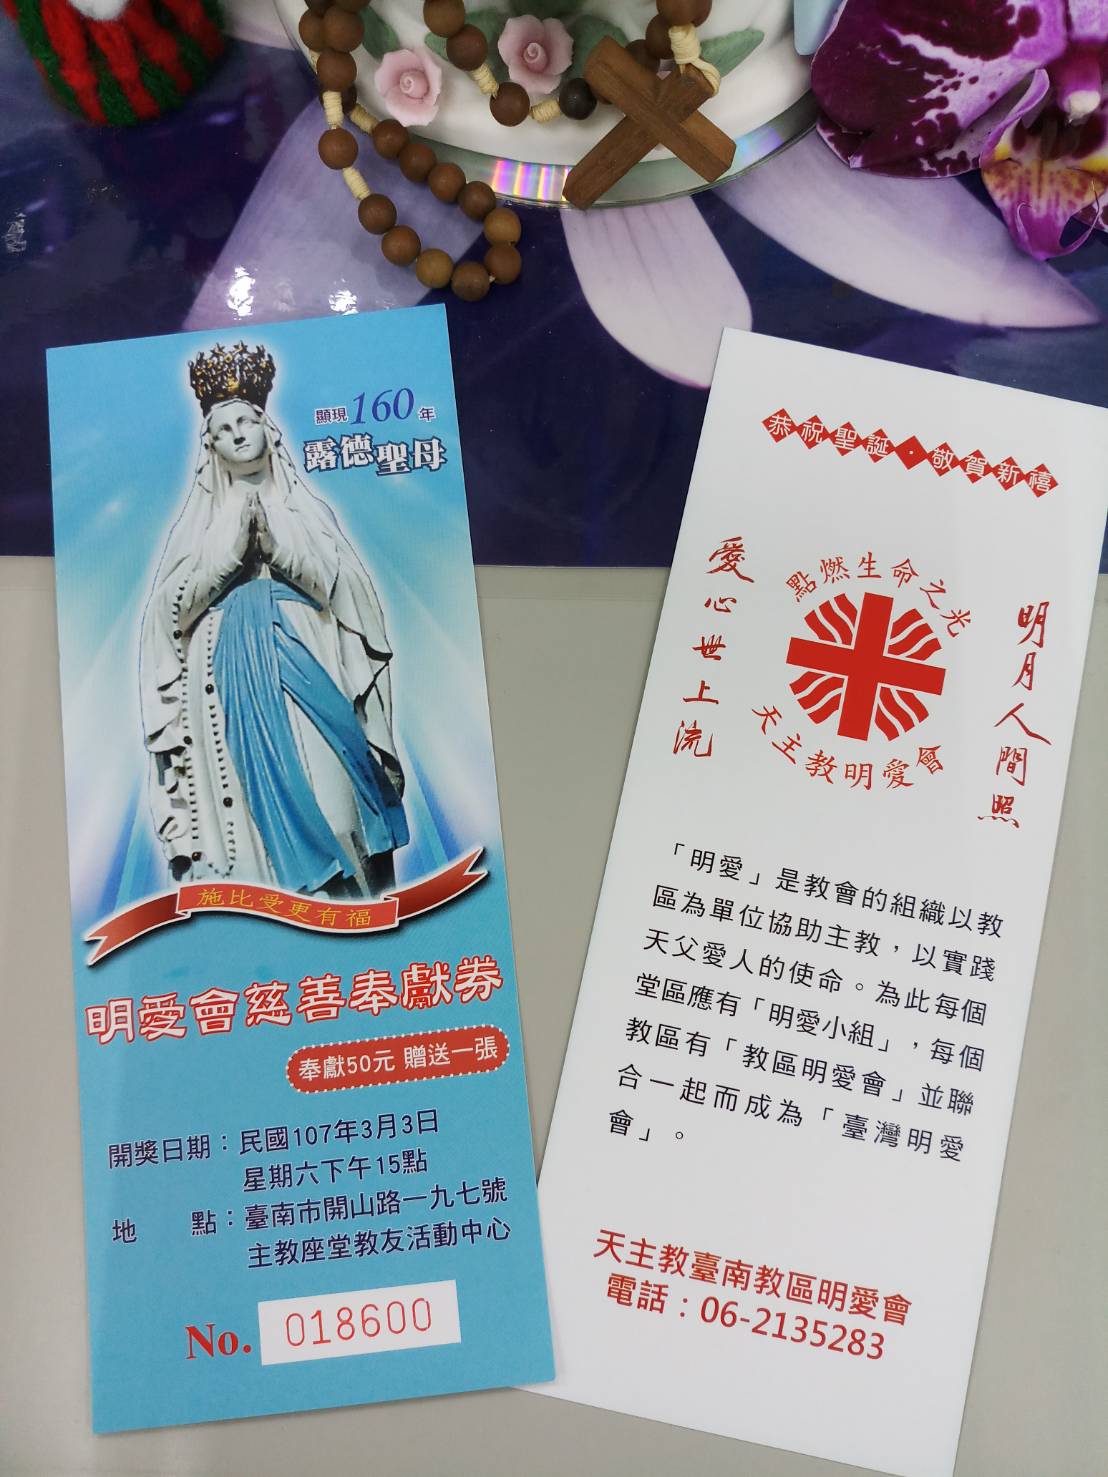 顯現160年
露德聖母
施比受更有福
明愛會慈善奉獻券
奉獻50元 贈送一張
開獎日期：民國107年3月3日
星期六下午15點
地 點：臺南市開山路一九七號
主教座堂教友活動中心
No. 018600
恭祝聖誕・敬賀新禧
點燃生命之光
天主教明愛會
明月人間照
愛心世上流
「明愛」是教會的組織以教
區為單位協助主教，以實踐
天父愛人的使命。為此每個
堂區應有「明愛小組」，每個
教區有「教區明愛會」並聯
合一起而成為「臺灣明愛
會」。
天主教臺南教區明愛會
電話：06-2135283